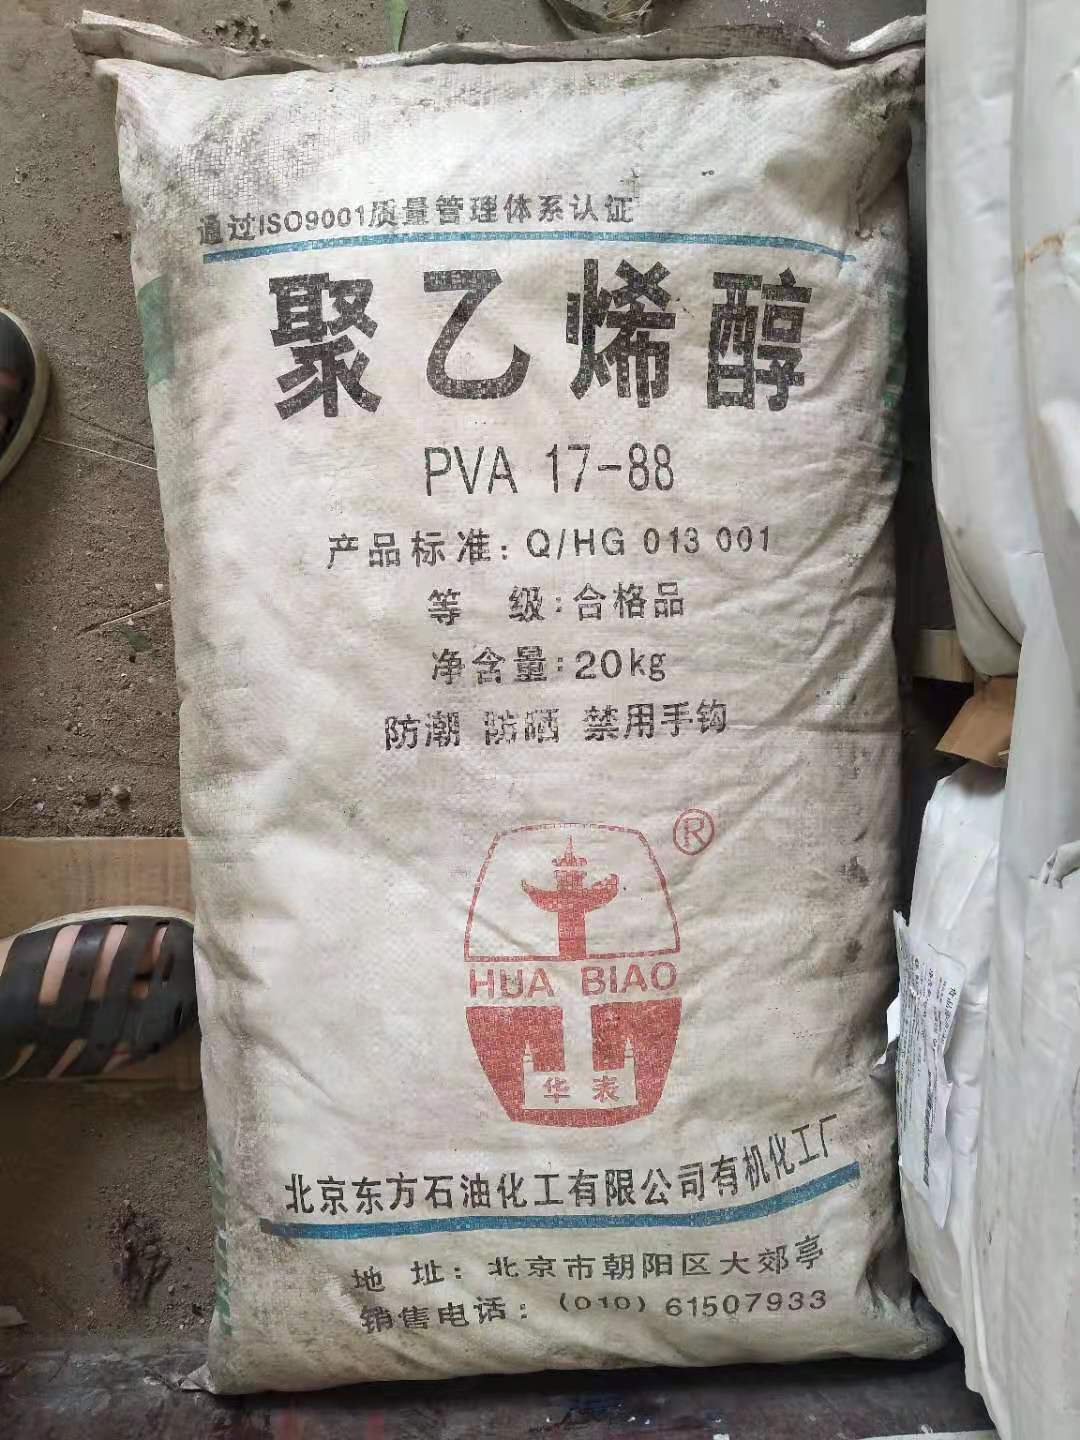 通过ISO9001质量管理体系认证
聚乙烯醇
PVA 17-88
产品标准: Q/HG 013 001
等 级:合格品
净含量:20kg
防潮 防晒 禁用手钩
®
HUA BIAO
华表
北京东方石油化工有限公司有机化工厂
地 址: 北京市朝阳区大郊亭
销售电话: (010) 61507933